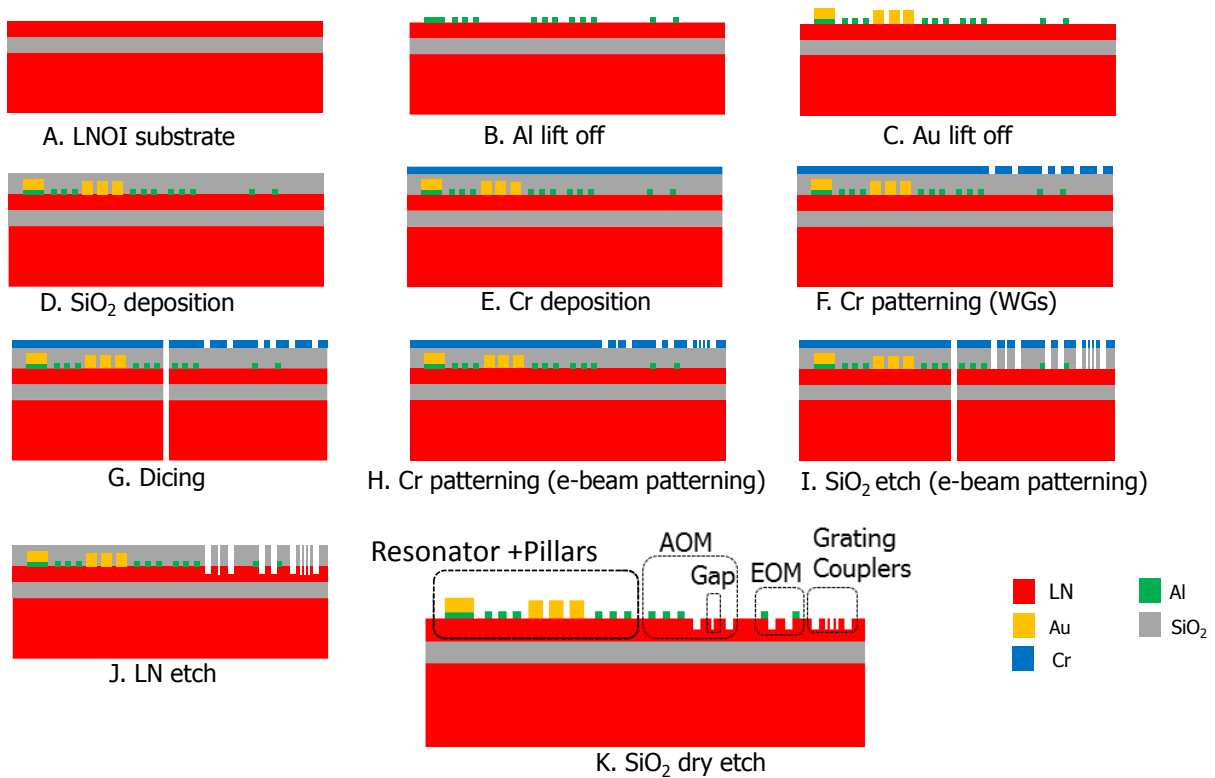 A. LNOI substrate
B. Al lift off
C. Au lift off
D. SiO₂ deposition
E. Cr deposition
F. Cr patterning (WGs)
G. Dicing
H. Cr patterning (e-beam patterning)
I. SiO₂ etch (e-beam patterning)
J. LN etch
Resonator +Pillars
AOM
Gap
EOM
Grating
Couplers
K. SiO₂ dry etch
LN
Al
Au
SiO₂
Cr